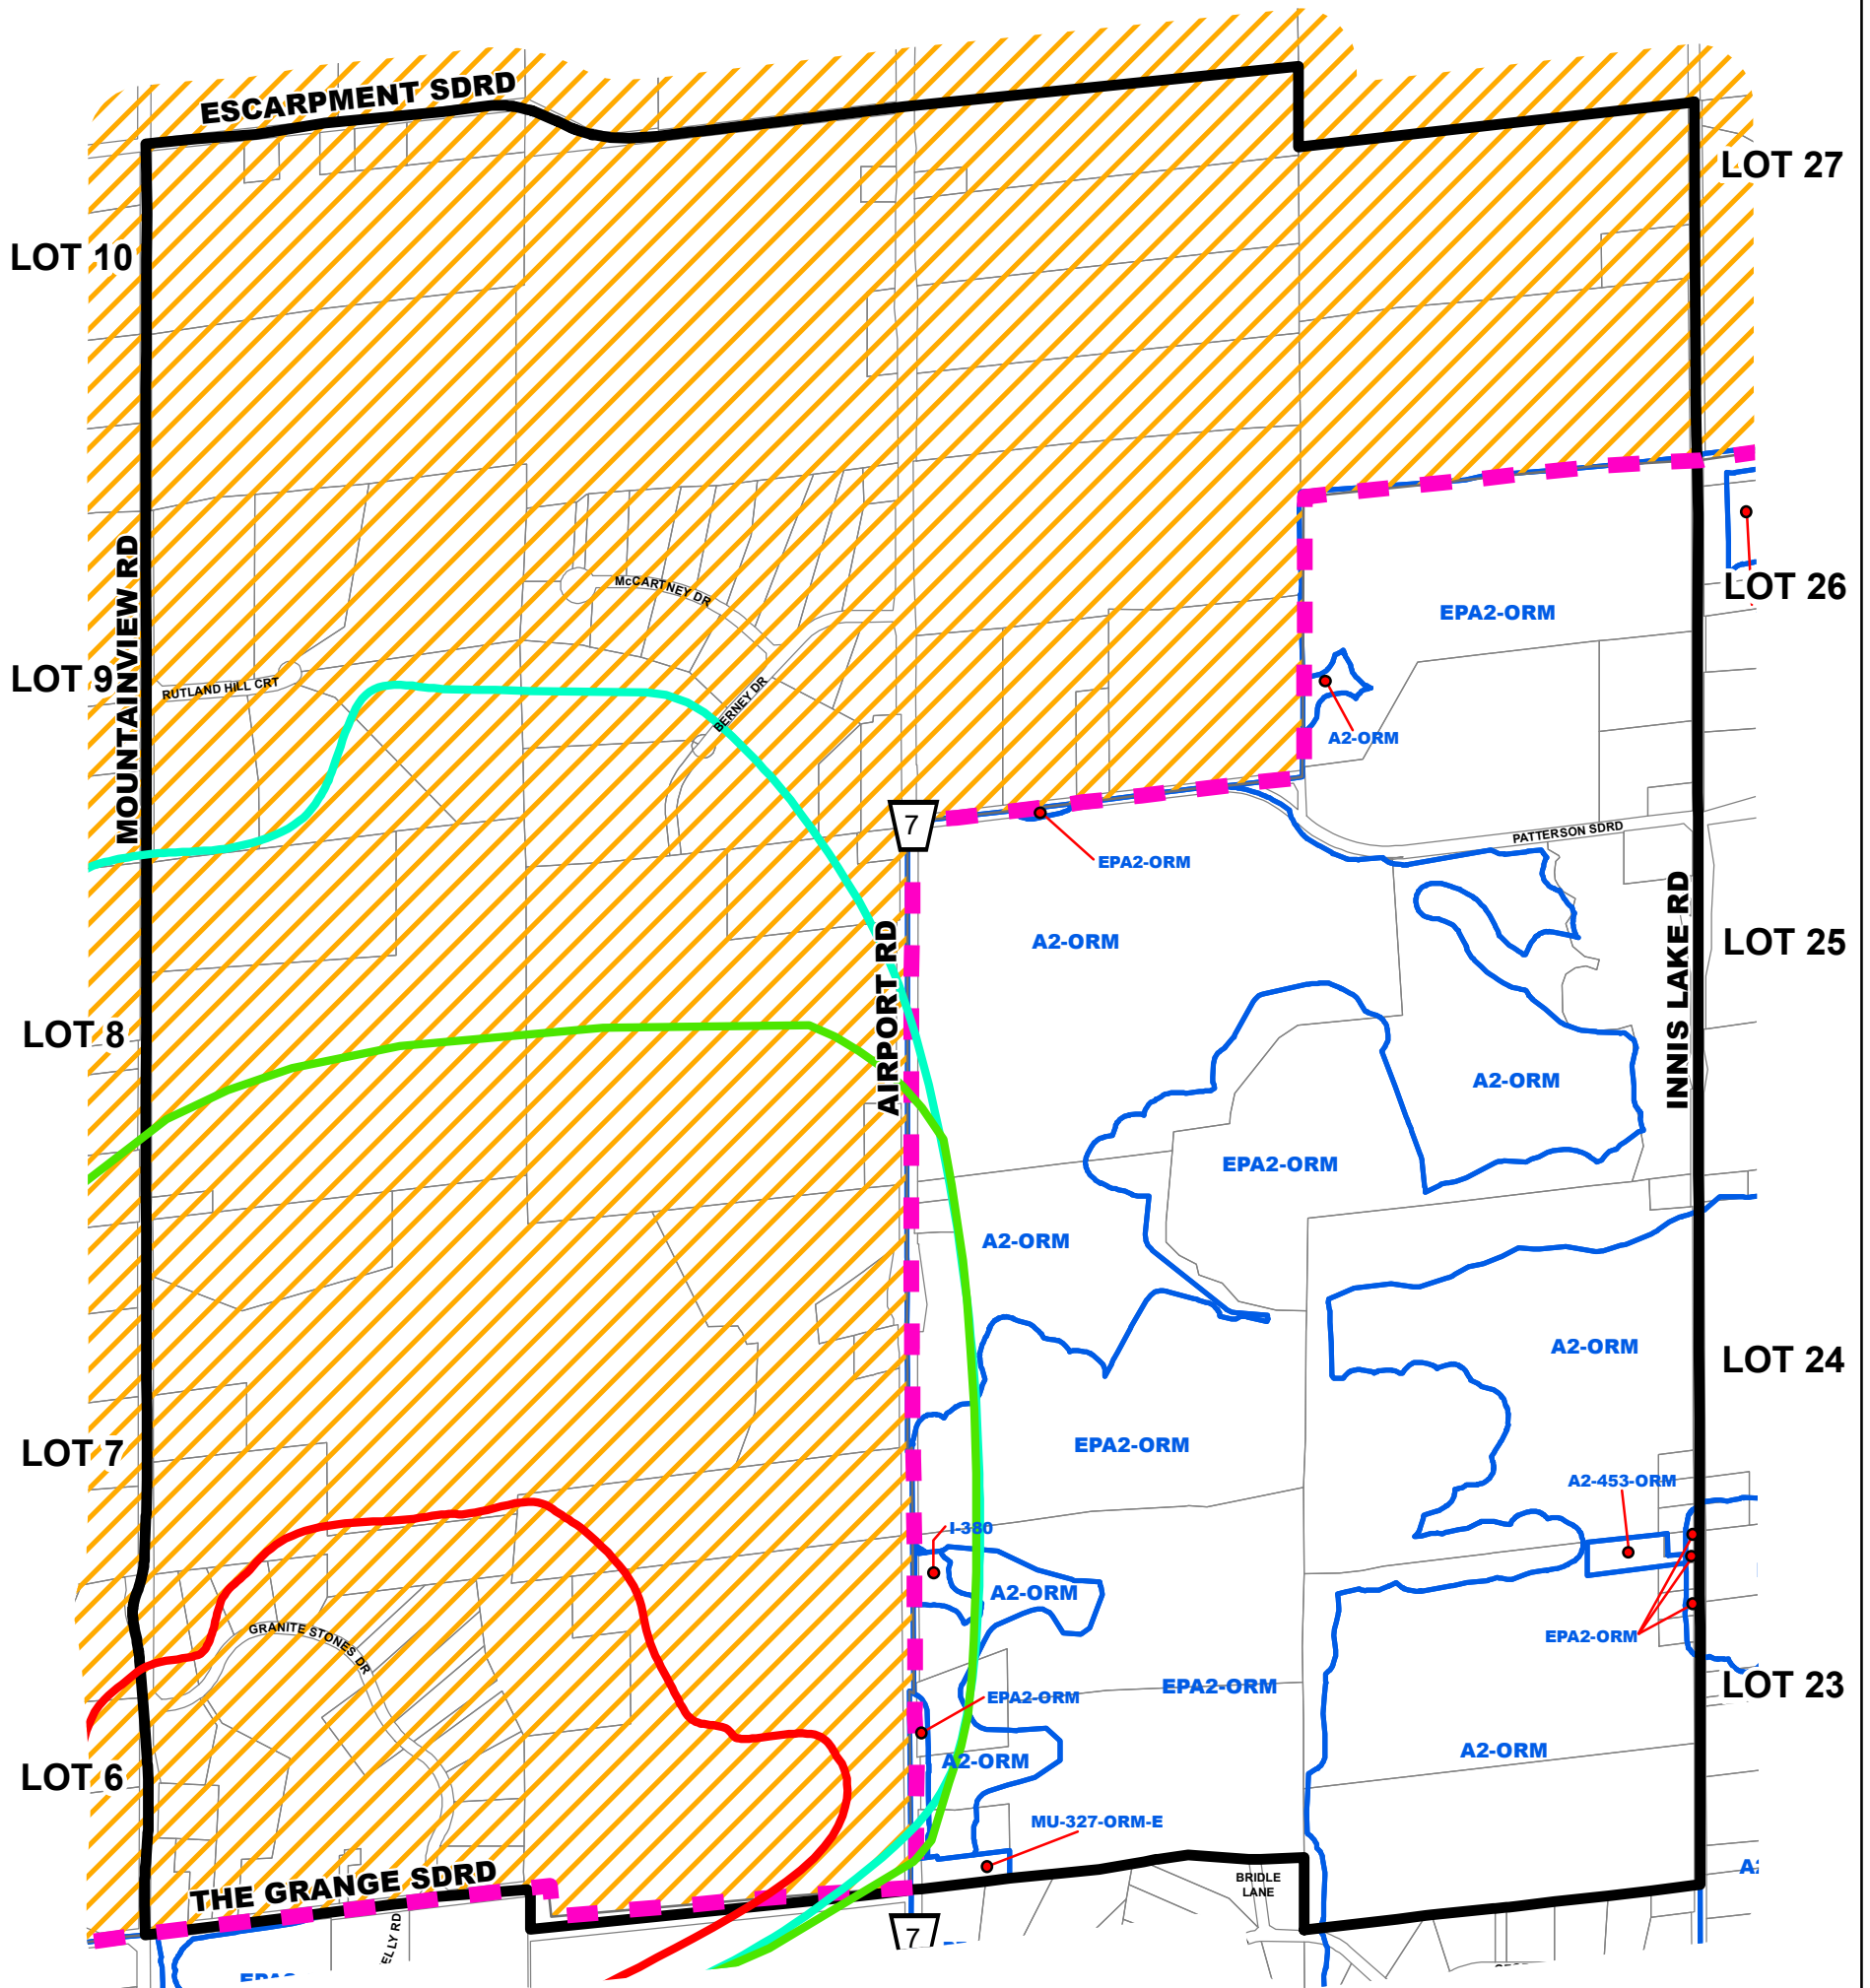 ESCARPMENT SDRD
LOT 27
LOT 10
LOT 26
EPA2-ORM
McCARTNEY DR
MOUNTAINVIEW RD
LOT 9
RUTLAND HILL CRT
BERNEY DR
A2-ORM
7
PATTERSON SDRD
EPA2-ORM
INNIS LAKE RD
A2-ORM
LOT 25
AIRPORT RD
LOT 8
A2-ORM
EPA2-ORM
A2-ORM
A2-ORM
LOT 24
EPA2-ORM
LOT 7
A2-453-ORM
I-380
A2-ORM
GRANITE STONES DR
EPA2-ORM
LOT 23
EPA2-ORM
EPA2-ORM
A2-ORM
A2-ORM
LOT 6
MU-327-ORM-E
THE GRANGE SDRD
BRIDLE
LANE
ELLY RD
7